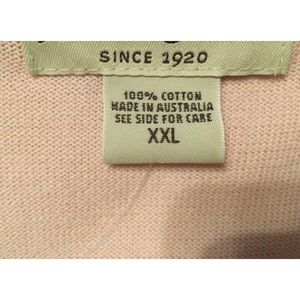 SINCE 1920
100% COTTON
MADE IN AUSTRALIA
SEE SIDE FOR CARE
XXL